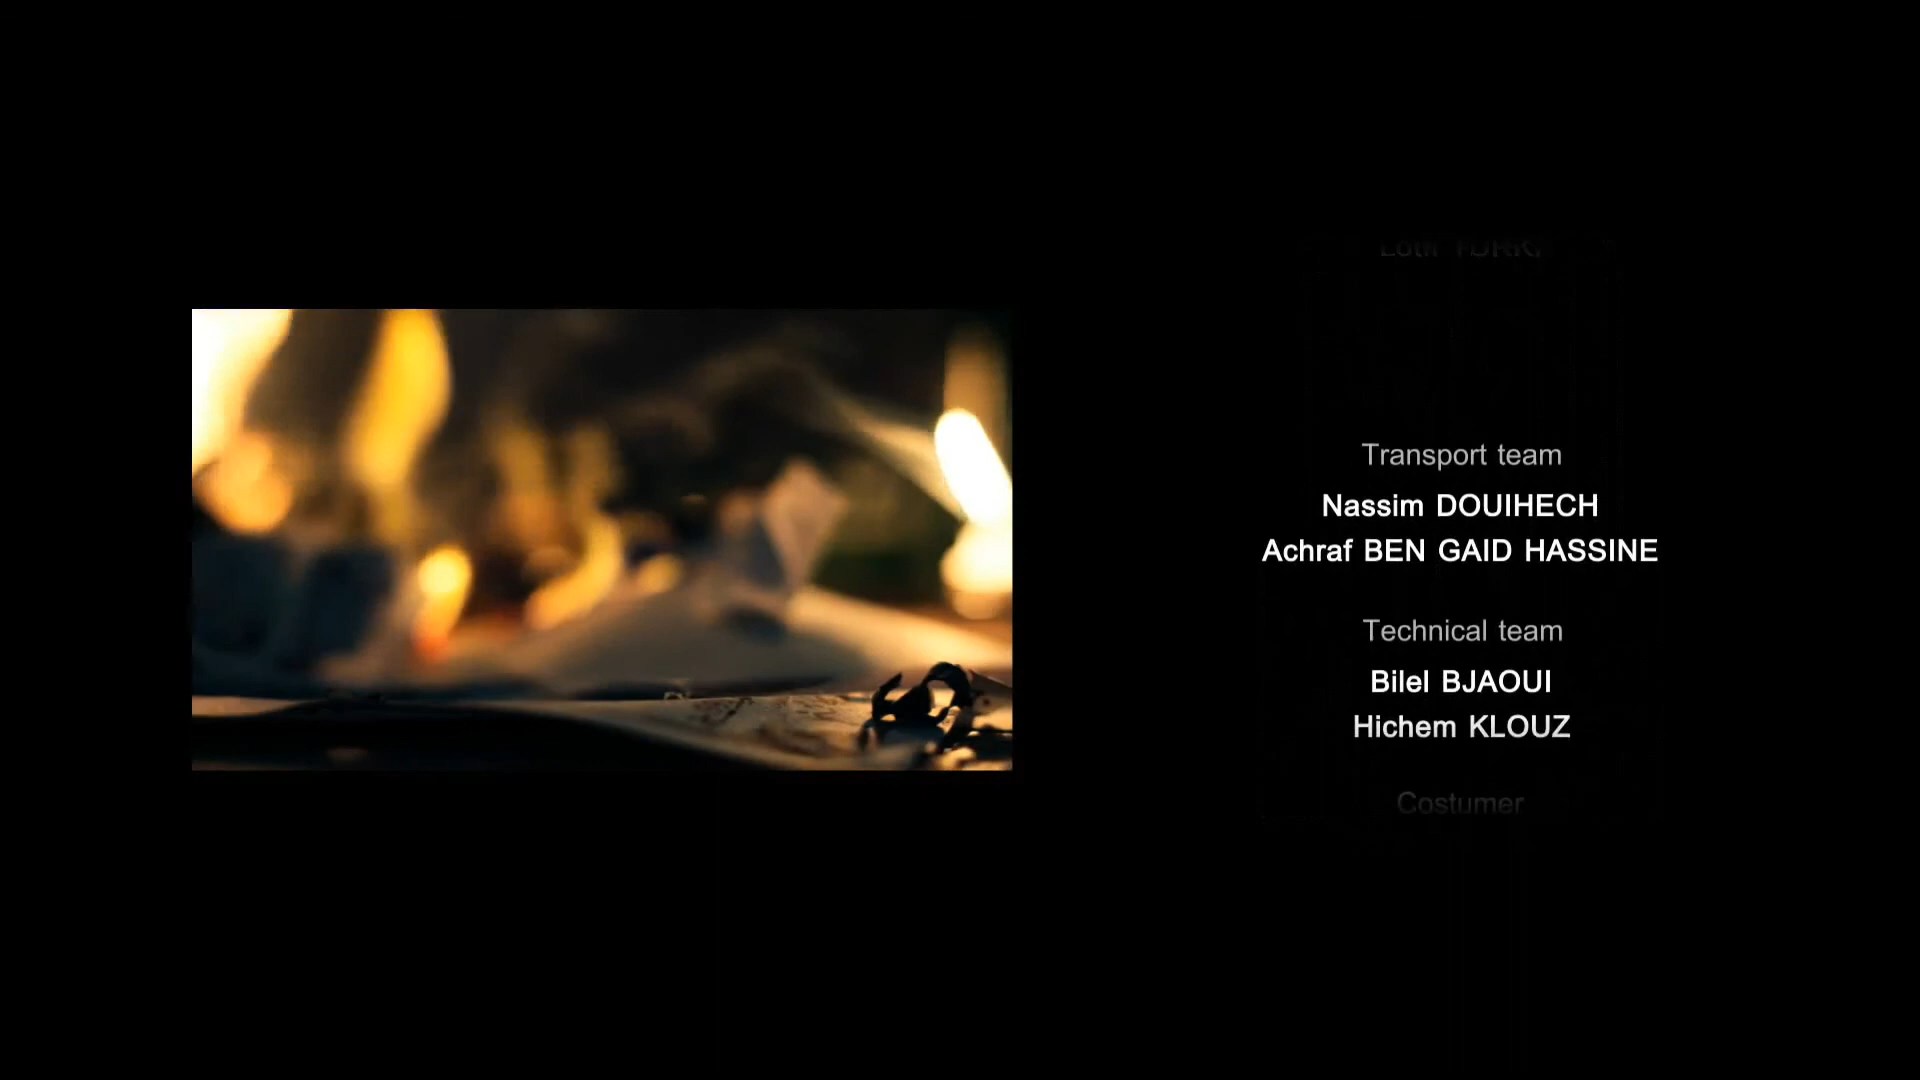 Transport team
Nassim DOUIHECH
Achraf BEN GAID HASSINE
Technical team
Bilel BJAOUI
Hichem KLOUZ
Costumer